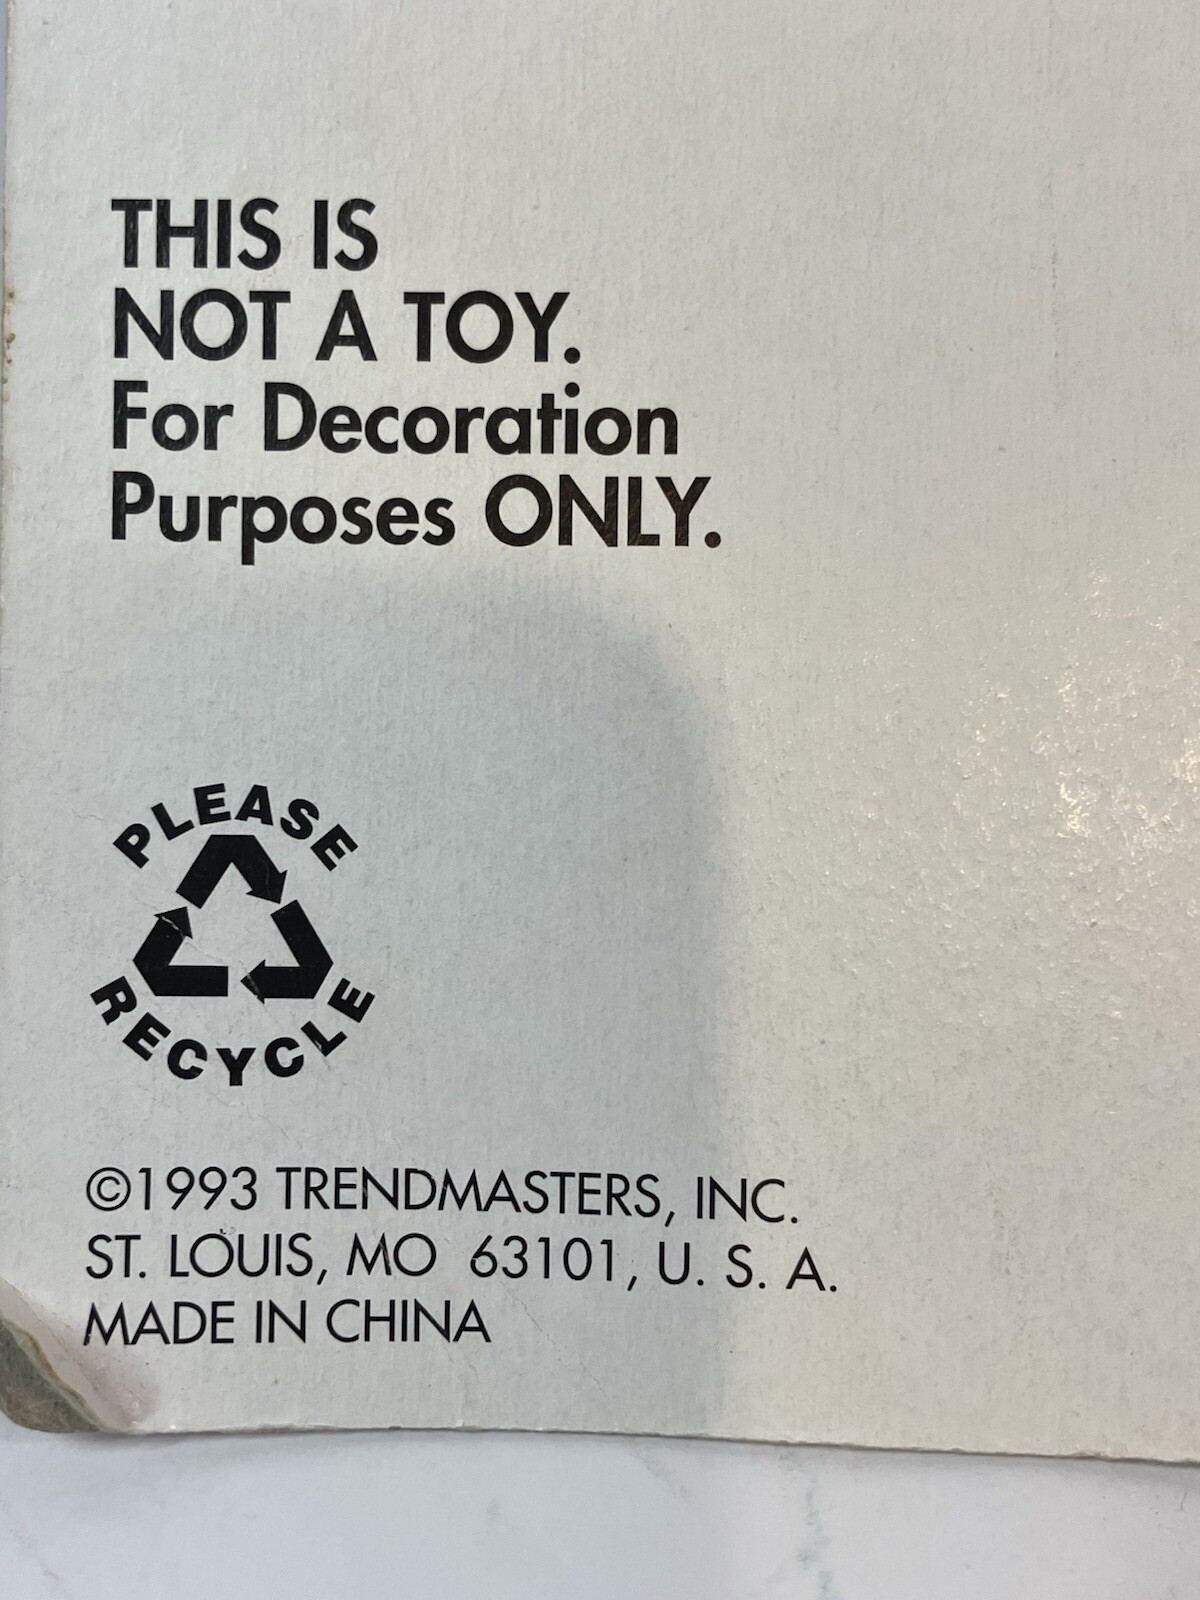 THIS IS
NOT A TOY.
For Decoration
Purposes ONLY.
PLEASE
RECYCLE
©1993 TRENDMASTERS, INC.
ST. LOUIS, MO 63101, U. S. A.
MADE IN CHINA